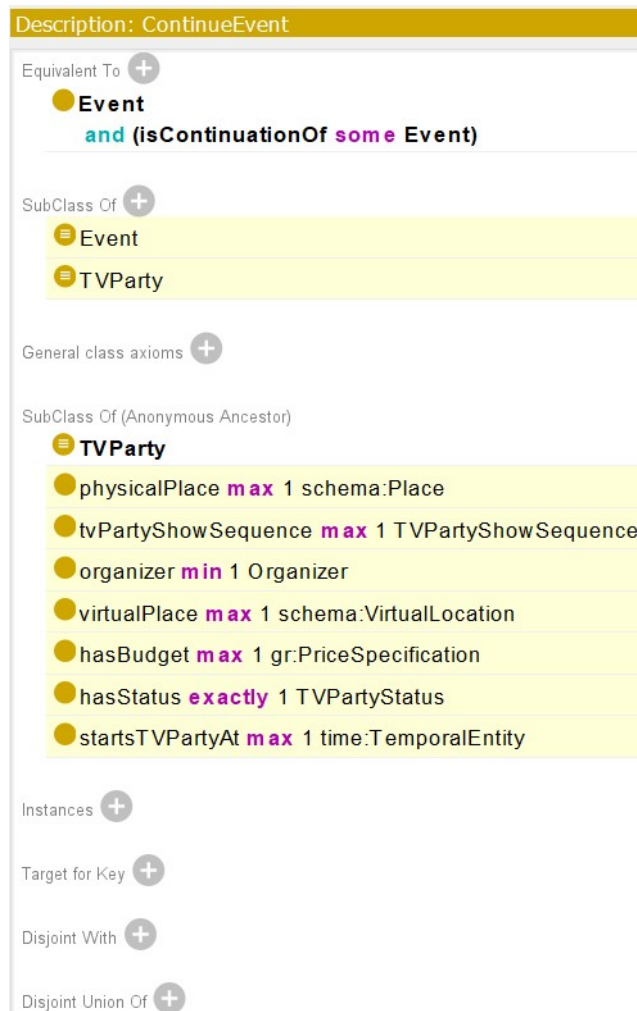 Description: ContinueEvent
Equivalent To
Event
and (isContinuationOf some Event)
SubClass Of
Event
TVParty
General class axioms
SubClass Of (Anonymous Ancestor)
TVParty
physicalPlace max 1 schema:Place
tvPartyShowSequence max 1 TVPartyShowSequence
organizer min 1 Organizer
virtualPlace max 1 schema:VirtualLocation
hasBudget max 1 gr:PriceSpecification
hasStatus exactly 1 TVPartyStatus
startsTVPartyAt max 1 time:TemporalEntity
Instances
Target for Key
Disjoint With
Disjoint Union Of